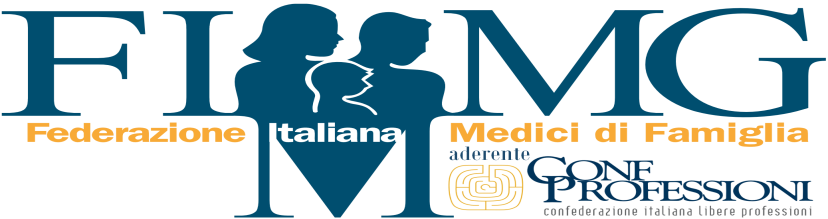 FIMMG
Federazione Italiana Medici di Famiglia
aderente
CONF
PROFESSIONI
confederazione italiana libere professioni